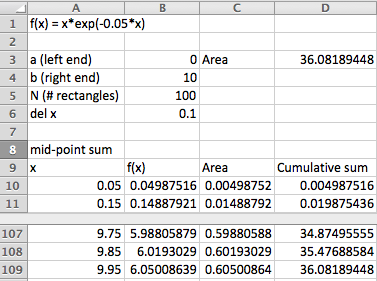 A B C D
1 f(x) = x*exp(-0.05*x)
2
3 a (left end) 0 Area 36.08189448
4 b (right end) 10
5 N (# rectangles) 100
6 del x 0.1
7
8 mid-point sum
9 x f(x) Area Cumulative sum
10 0.05 0.04987516 0.00498752 0.004987516
11 0.15 0.14887921 0.01488792 0.019875436
107 9.75 5.98805879 0.59880588 34.87495555
108 9.85 6.0193029 0.60193029 35.47688584
109 9.95 6.05008639 0.60500864 36.08189448